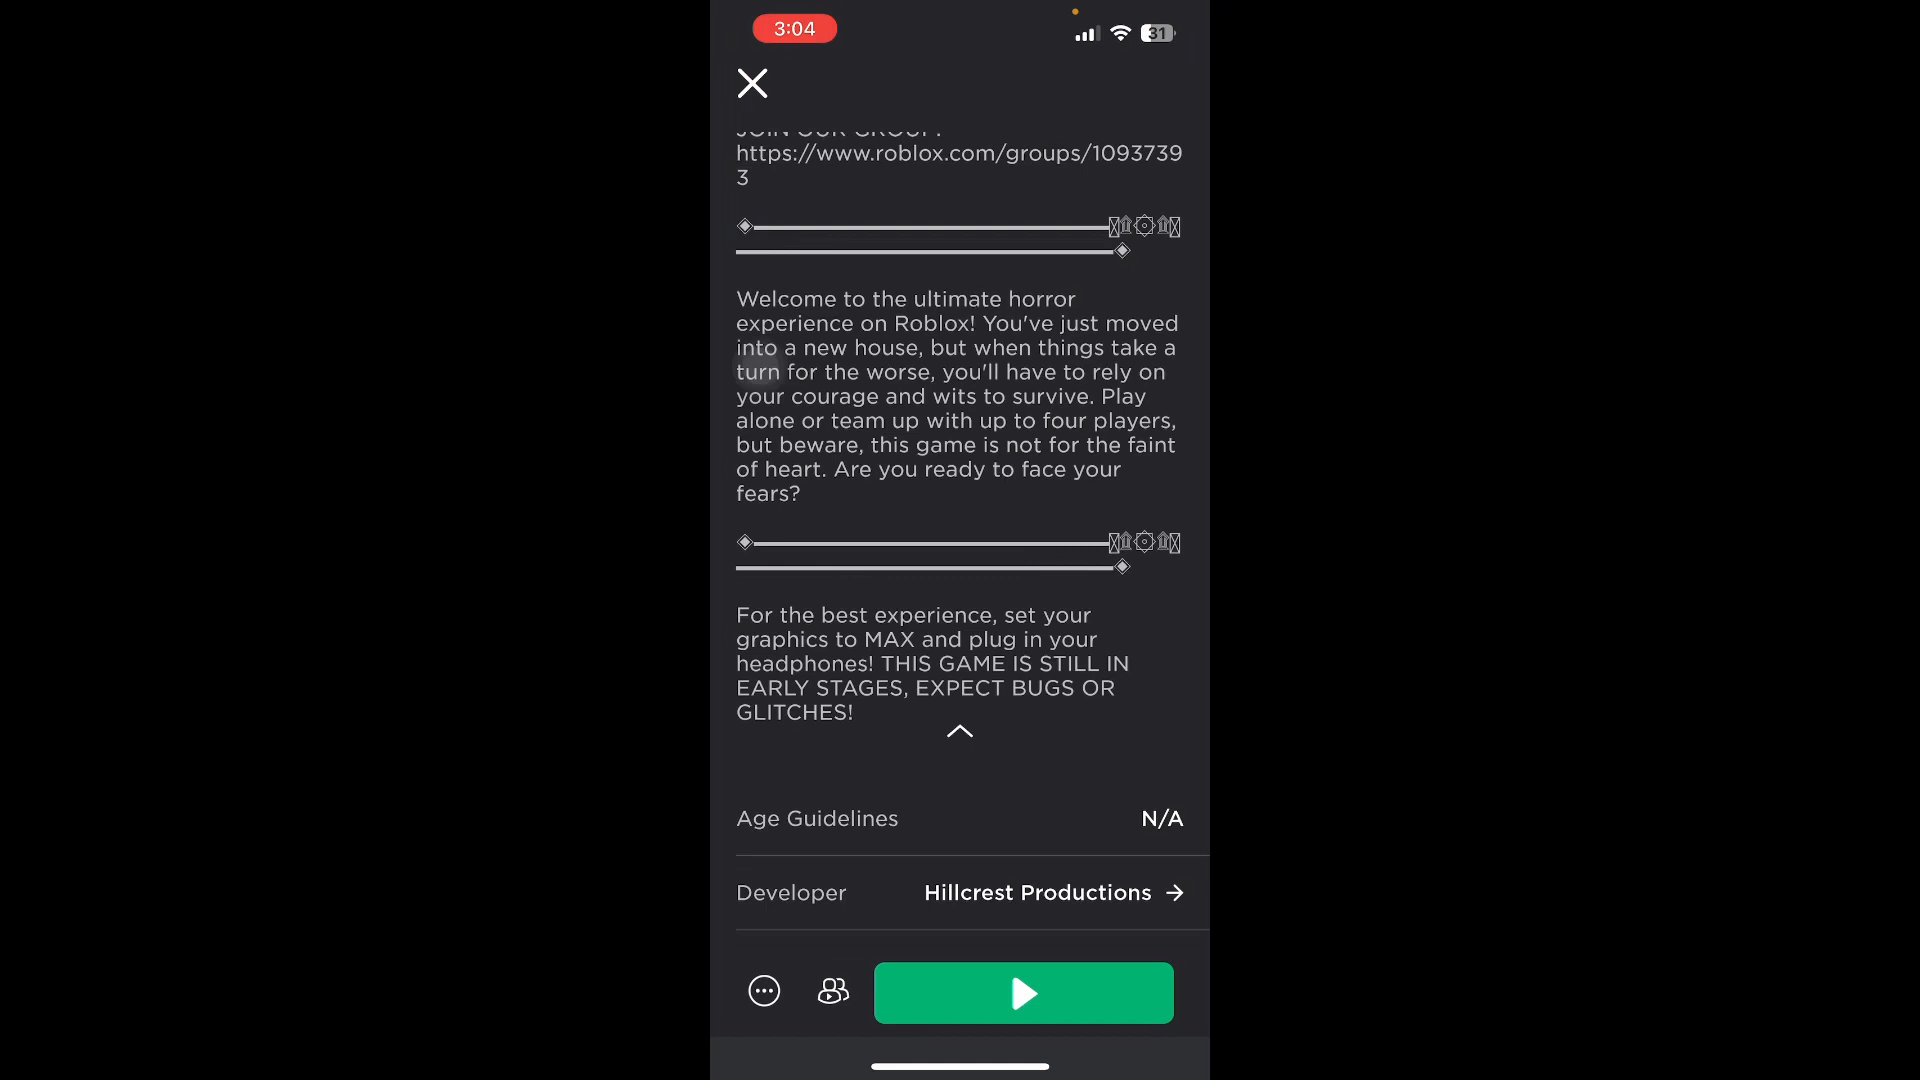 3:04
31
JOIN OUR GROUP!
https://www.roblox.com/groups/1093739
3
Welcome to the ultimate horror
experience on Roblox! You've just moved
into a new house, but when things take a
turn for the worse, you'll have to rely on
your courage and wits to survive. Play
alone or team up with up to four players,
but beware, this game is not for the faint
of heart. Are you ready to face your
fears?
For the best experience, set your
graphics to MAX and plug in your
headphones! THIS GAME IS STILL IN
EARLY STAGES, EXPECT BUGS OR
GLITCHES!
Age Guidelines N/A
Developer Hillcrest Productions →